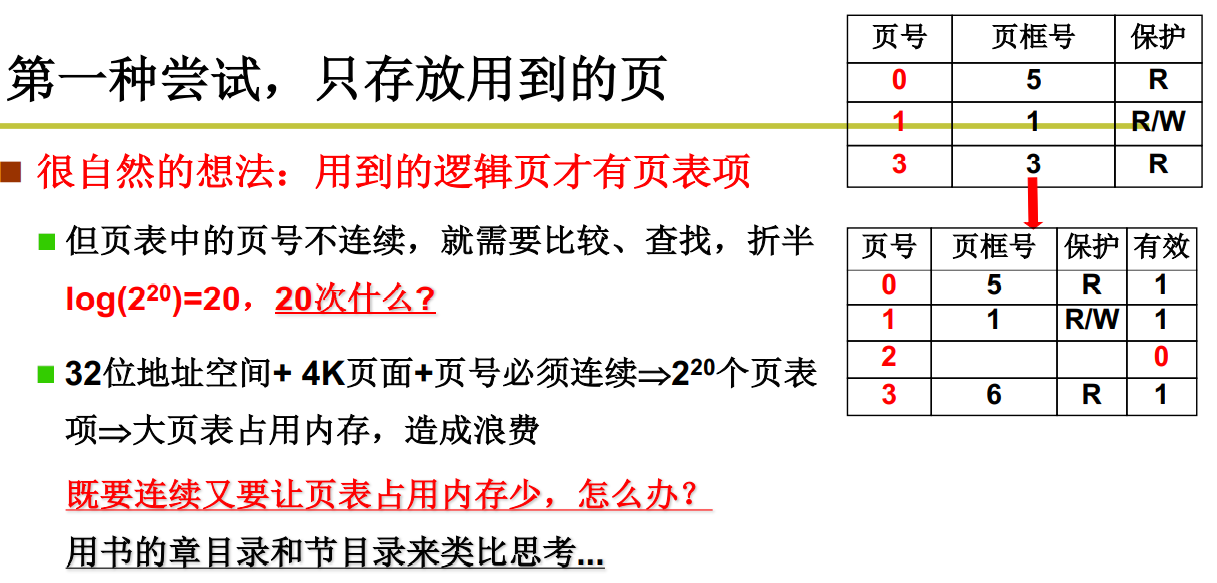 第一种尝试，只存放用到的页
很自然的想法：用到的逻辑页才有页表项
但页表中的页号不连续，就需要比较、查找，折半
log(2²⁰)=20，20次什么?
32位地址空间+ 4K页面+页号必须连续⇒2²⁰个页表
项⇒大页表占用内存，造成浪费
既要连续又要让页表占用内存少，怎么办？
用书的章目录和节目录来类比思考...
页号 页框号 保护
0 5 R
1 1 R/W
3 3 R
页号 页框号 保护 有效
0 5 R 1
1 1 R/W 1
2 0
3 6 R 1